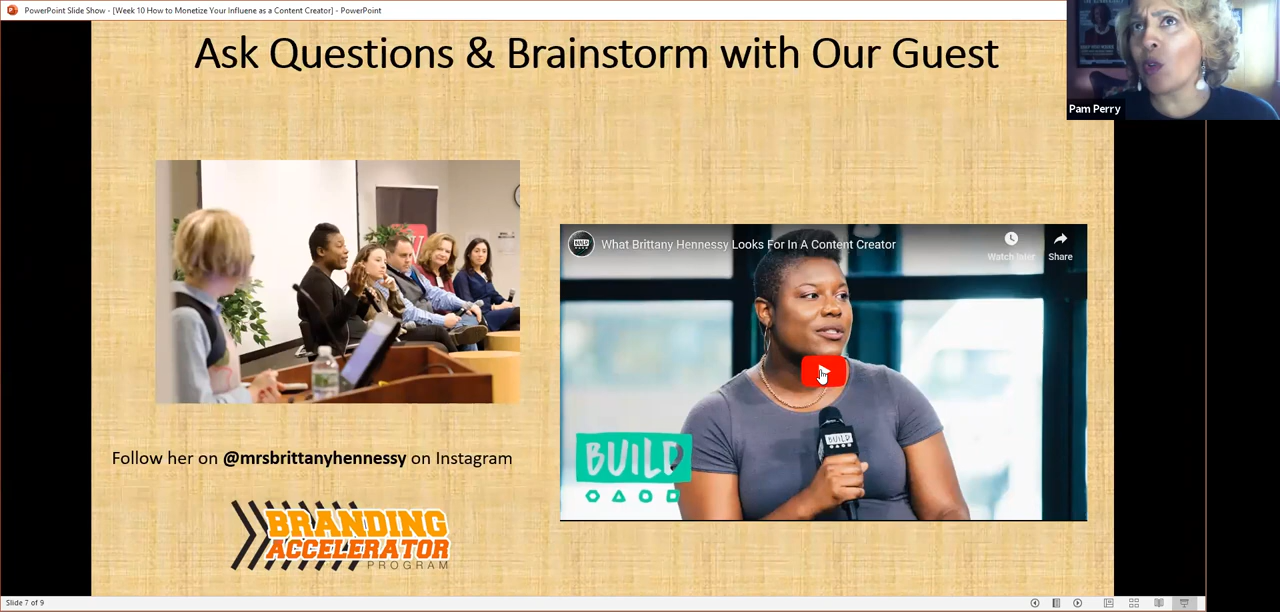 PowerPoint Slide Show - [Week 10 How to Monetize Your Influene as a Content Creator] - PowerPoint
Ask Questions & Brainstorm with Our Guest
Pam Perry
BUILD
What Brittany Hennessy Looks For In A Content Creator
Watch later
Share
BUILD
BUILD
Follow her on @mrsbrittanyhennessy on Instagram
BRANDING
ACCELERATOR
PROGRAM
Slide 7 of 9